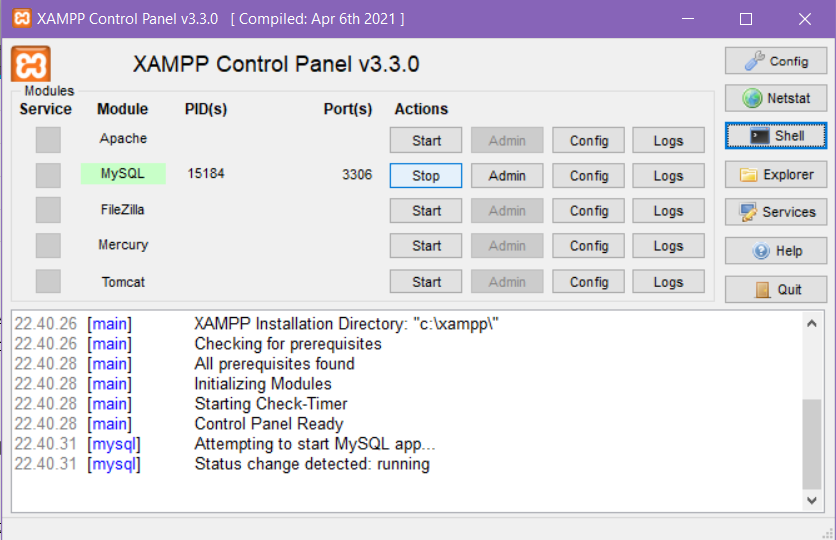 XAMPP Control Panel v3.3.0 [ Compiled: Apr 6th 2021 ]
XAMPP Control Panel v3.3.0
Config
Netstat
Shell
Explorer
Services
Help
Quit
Modules
Service Module PID(s) Port(s) Actions
Apache Start Admin Config Logs
MySQL 15184 3306 Stop Admin Config Logs
FileZilla Start Admin Config Logs
Mercury Start Admin Config Logs
Tomcat Start Admin Config Logs
22.40.26 [main] XAMPP Installation Directory: "c:\xampp\"
22.40.26 [main] Checking for prerequisites
22.40.28 [main] All prerequisites found
22.40.28 [main] Initializing Modules
22.40.28 [main] Starting Check-Timer
22.40.28 [main] Control Panel Ready
22.40.31 [mysql] Attempting to start MySQL app...
22.40.31 [mysql] Status change detected: running